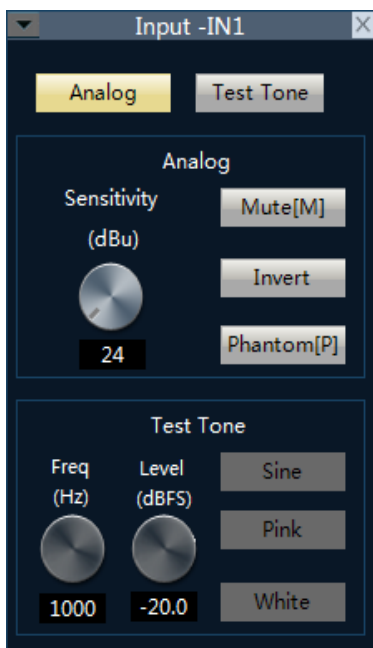 Input -IN1
Analog
Test Tone
Analog
Sensitivity
(dBu)
24
Mute[M]
Invert
Phantom[P]
Test Tone
Freq
(Hz)
1000
Level
(dBFS)
-20.0
Sine
Pink
White